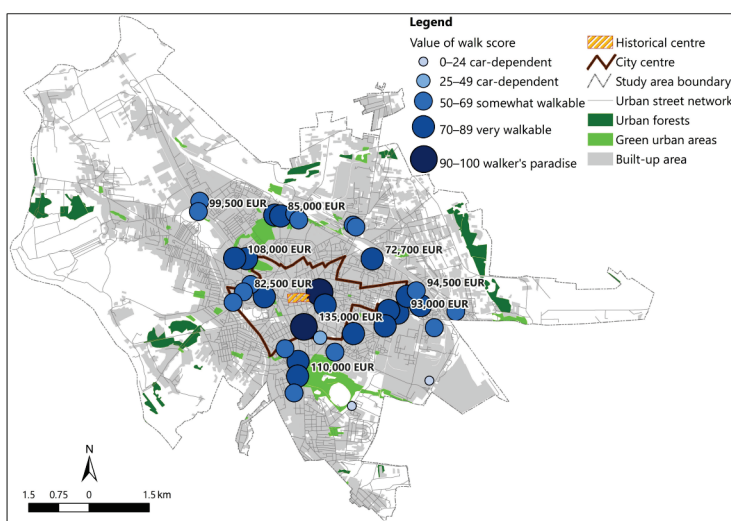 Legend
Value of walk score
0–24 car-dependent
25–49 car-dependent
50–69 somewhat walkable
70–89 very walkable
90–100 walker's paradise
Historical centre
City centre
Study area boundary
Urban street network
Urban forests
Green urban areas
Built-up area
99,500 EUR
85,000 EUR
108,000 EUR
72,700 EUR
82,500 EUR
94,500 EUR
93,000 EUR
135,000 EUR
110,000 EUR
N
1.5 0.75 0 1.5 km